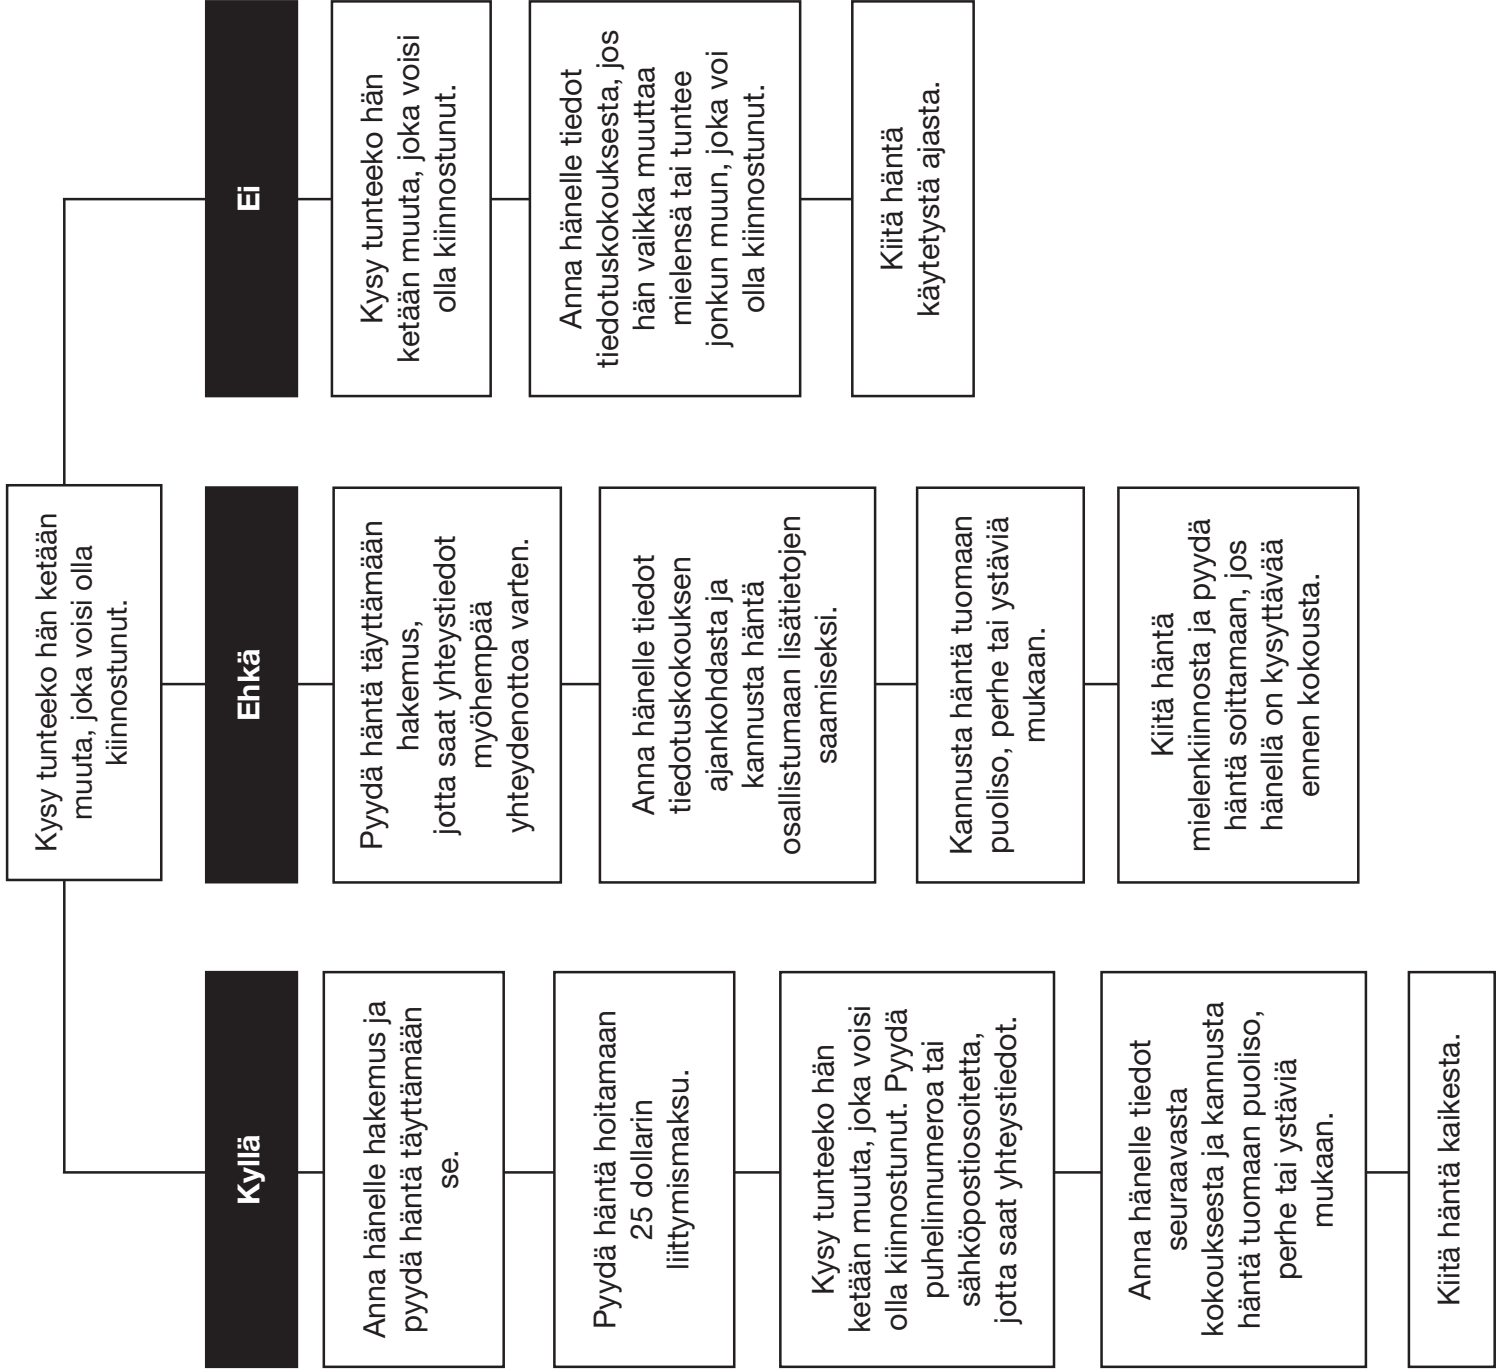 Kysy tunteeko hän ketään
muuta, joka voisi olla
kiinnostunut.
Kyllä
Anna hänelle hakemus ja
pyydä häntä täyttämään
se.
Pyydä häntä hoitamaan
25 dollarin
liittymismaksu.
Kysy tunteeko hän
ketään muuta, joka voisi
olla kiinnostunut. Pyydä
puhelinnumeroa tai
sähköpostiosoitetta,
jotta saat yhteystiedot.
Anna hänelle tiedot
seuraavasta
kokouksesta ja kannusta
häntä tuomaan puoliso,
perhe tai ystäviä
mukaan.
Kiitä häntä kaikesta.
Ehkä
Pyydä häntä täyttämään
hakemus,
jotta saat yhteystiedot
myöhempää
yhteydenottoa varten.
Anna hänelle tiedot
tiedotuskokouksen
ajankohdasta ja
kannusta häntä
osallistumaan lisätietojen
saamiseksi.
Kannusta häntä tuomaan
puoliso, perhe tai ystäviä
mukaan.
Kiitä häntä
mielenkiinnosta ja pyydä
häntä soittamaan, jos
hänellä on kysyttävää
ennen kokousta.
Ei
Kysy tunteeko hän
ketään muuta, joka voisi
olla kiinnostunut.
Anna hänelle tiedot
tiedotuskokouksesta, jos
hän vaikka muuttaa
mielensä tai tuntee
jonkun muun, joka voi
olla kiinnostunut.
Kiitä häntä
käytetystä ajasta.